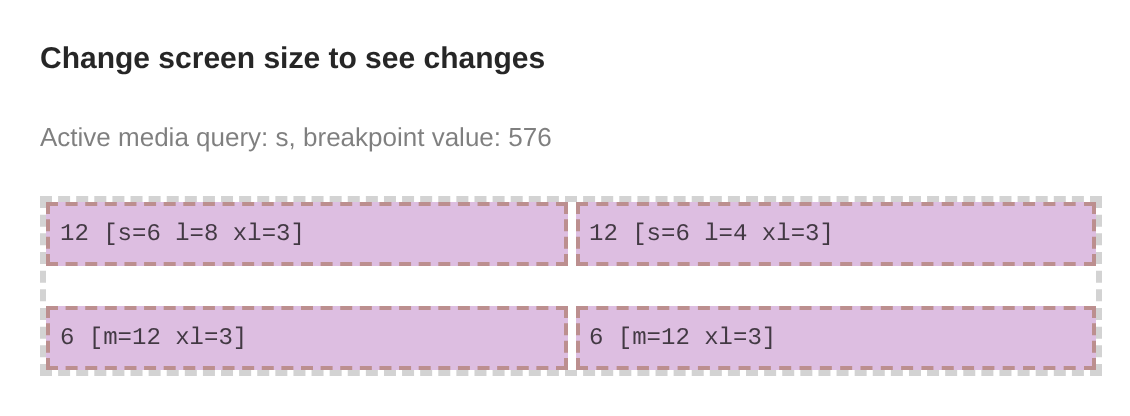 Change screen size to see changes
Active media query: s, breakpoint value: 576
12 [s=6 l=8 xl=3] 12 [s=6 l=4 xl=3]
6 [m=12 xl=3] 6 [m=12 xl=3]